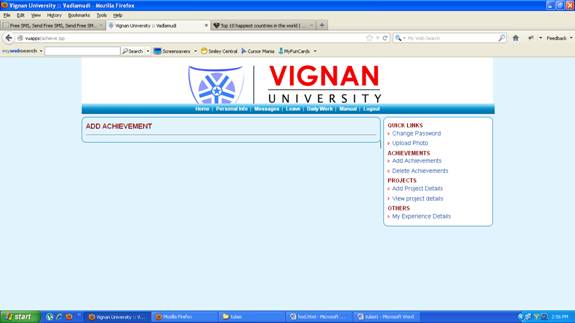 Vignan University :: Vadlamudi - Mozilla Firefox
File Edit View History Bookmarks Tools Help
Free SMS, Send Free SMS, Send Free SM...
Vignan University :: Vadlamudi
Top 10 happiest countries in the world | ...
vuapps/achieve.jsp
My Web Search
Feedback
mywebsearch
Search
Screensavers
Smiley Central
Cursor Mania
MyFunCards
VIGNAN
UNIVERSITY
Home | Personal Info | Messages | Leave | Daily Work | Manual | Logout
ADD ACHIEVEMENT
QUICK LINKS
Change Password
Upload Photo
ACHIEVEMENTS
Add Achievements
Delete Achievements
PROJECTS
Add Project Details
View project details
OTHERS
My Experience Details
start
Vignan University :: V...
Mozilla Firefox
hod.html - Microsoft ...
- Microsoft Word
2:56 PM